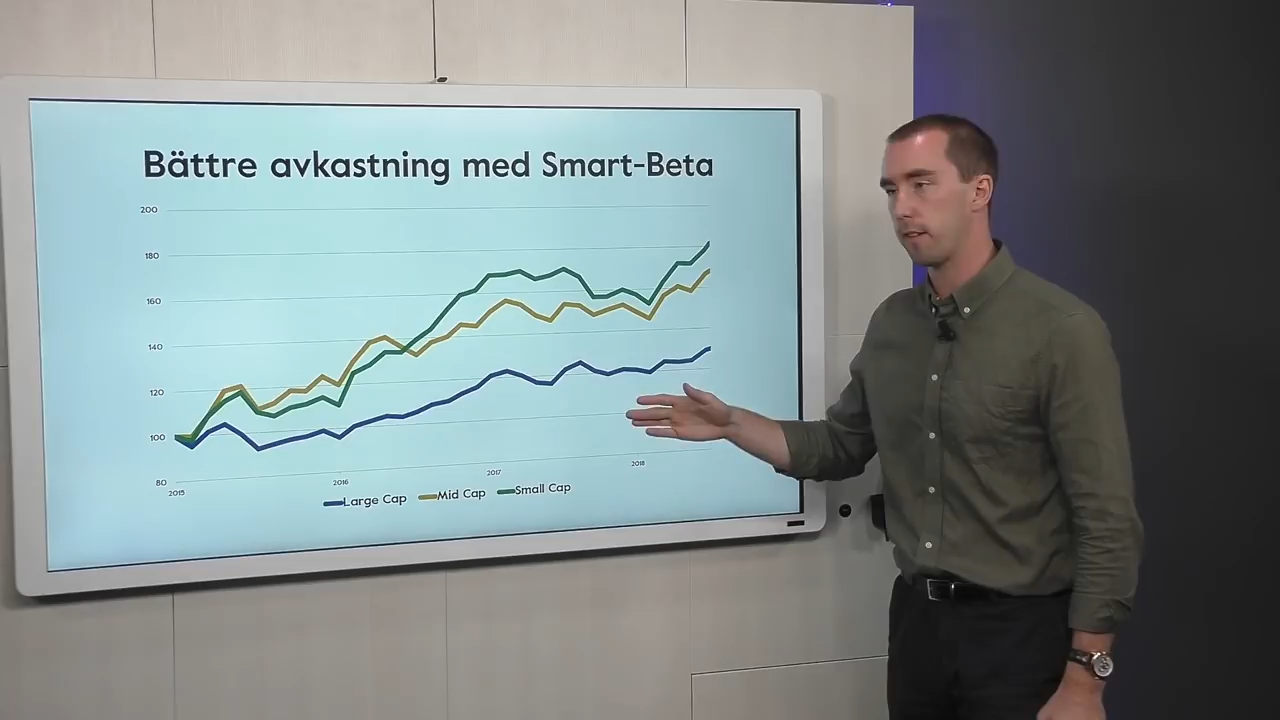 Bättre avkastning med Smart-Beta
200
180
160
140
120
100
80
2015 2016 2017 2018
Large Cap Mid Cap Small Cap